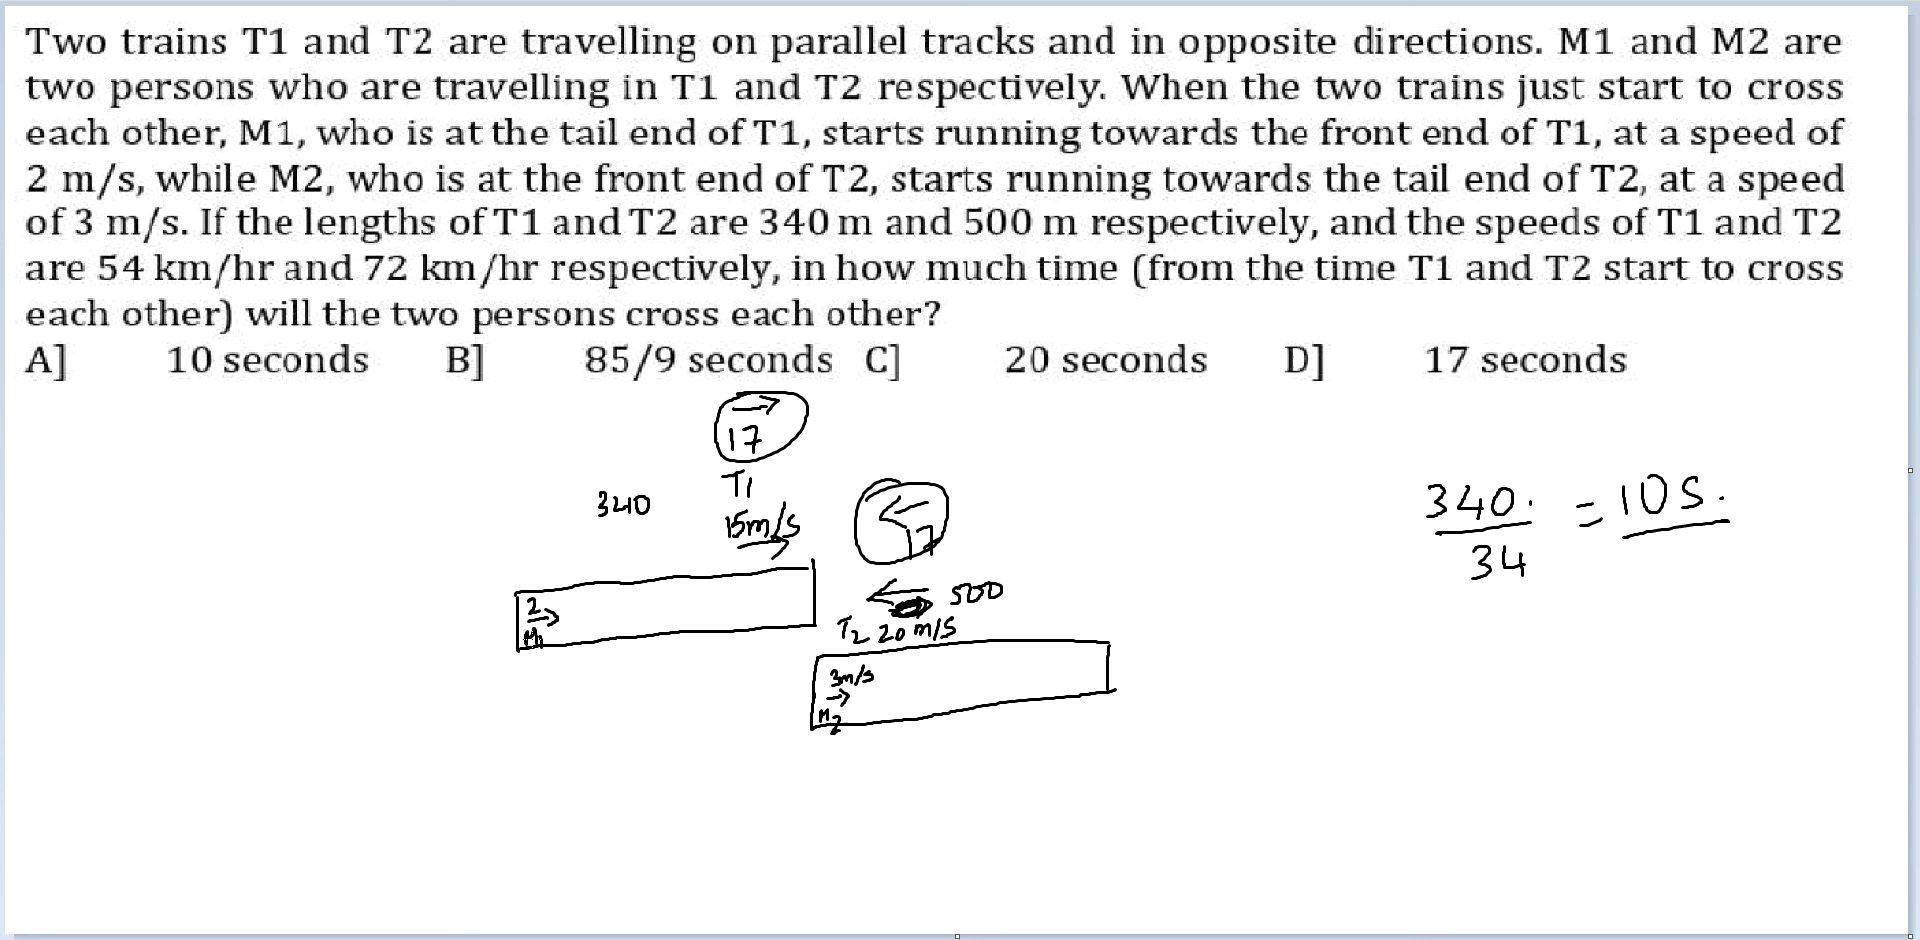 Two trains T1 and T2 are travelling on parallel tracks and in opposite directions. M1 and M2 are
two persons who are travelling in T1 and T2 respectively. When the two trains just start to cross
each other, M1, who is at the tail end of T1, starts running towards the front end of T1, at a speed of
2 m/s, while M2, who is at the front end of T2, starts running towards the tail end of T2, at a speed
of 3 m/s. If the lengths of T1 and T2 are 340 m and 500 m respectively, and the speeds of T1 and T2
are 54 km/hr and 72 km/hr respectively, in how much time (from the time T1 and T2 start to cross
each other) will the two persons cross each other?
A] 10 seconds B] 85/9 seconds C] 20 seconds D] 17 seconds
→
17
T1
340
15m/s
→
←
17
← 500
T2 20 m/s
2
→
M1
3m/s
→
M2
340. = 10 s.
34